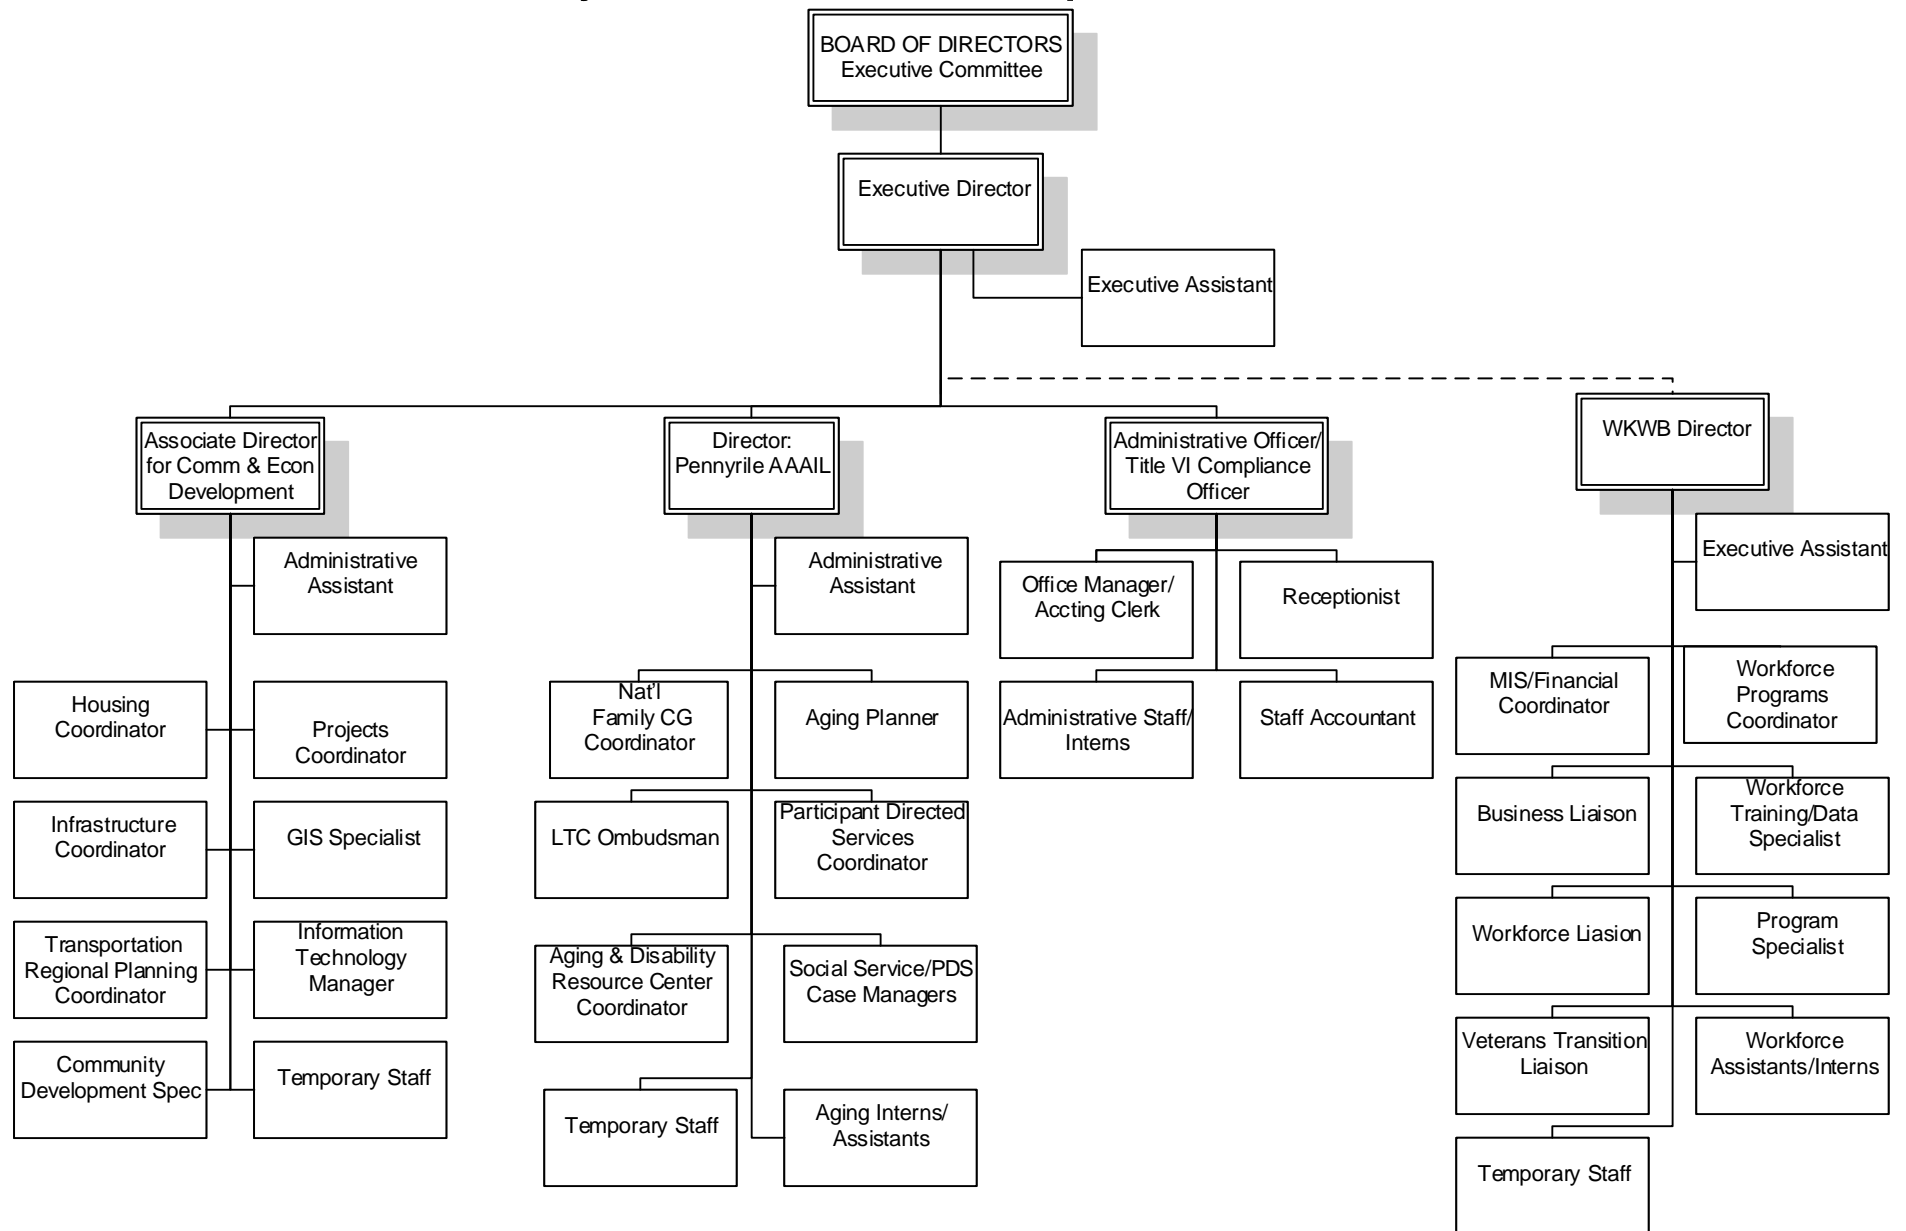 BOARD OF DIRECTORS
Executive Committee
Executive Director
Executive Assistant
Associate Director
for Comm & Econ
Development
Director:
Pennyrile AAAIL
Administrative Officer/
Title VI Compliance
Officer
WKWB Director
Administrative
Assistant
Administrative
Assistant
Office Manager/
Accting Clerk
Receptionist
Executive Assistant
Housing
Coordinator
Projects
Coordinator
Nat'l
Family CG
Coordinator
Aging Planner
Administrative Staff/
Interns
Staff Accountant
MIS/Financial
Coordinator
Workforce
Programs
Coordinator
Infrastructure
Coordinator
GIS Specialist
LTC Ombudsman
Participant Directed
Services
Coordinator
Business Liaison
Workforce
Training/Data
Specialist
Transportation
Regional Planning
Coordinator
Information
Technology
Manager
Aging & Disability
Resource Center
Coordinator
Social Service/PDS
Case Managers
Workforce Liasion
Program
Specialist
Community
Development Spec
Temporary Staff
Temporary Staff
Aging Interns/
Assistants
Veterans Transition
Liaison
Workforce
Assistants/Interns
Temporary Staff